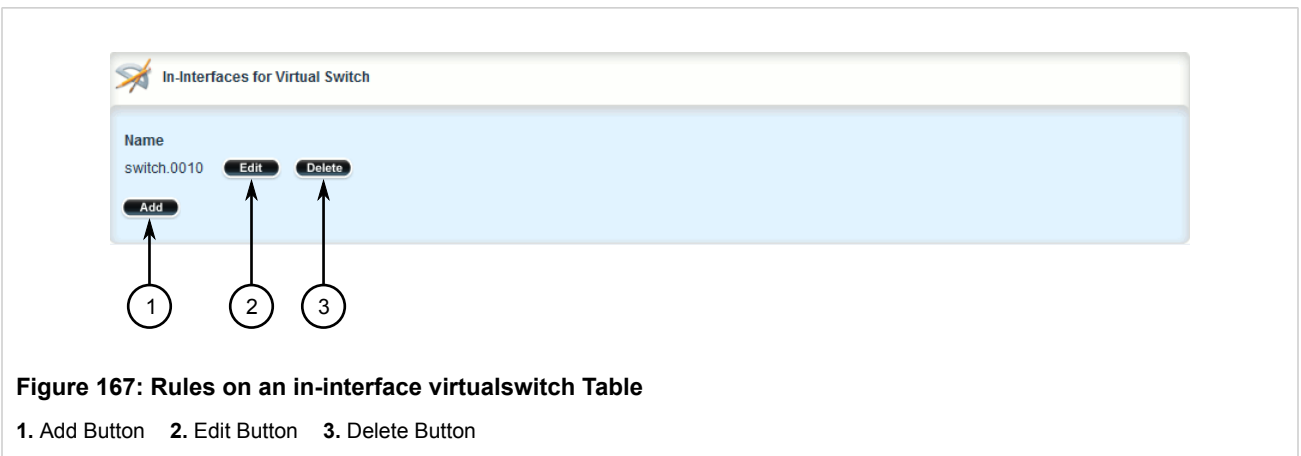 In-Interfaces for Virtual Switch
Name
switch.0010 Edit Delete
Add
1 2 3
Figure 167: Rules on an in-interface virtualswitch Table
1. Add Button 2. Edit Button 3. Delete Button